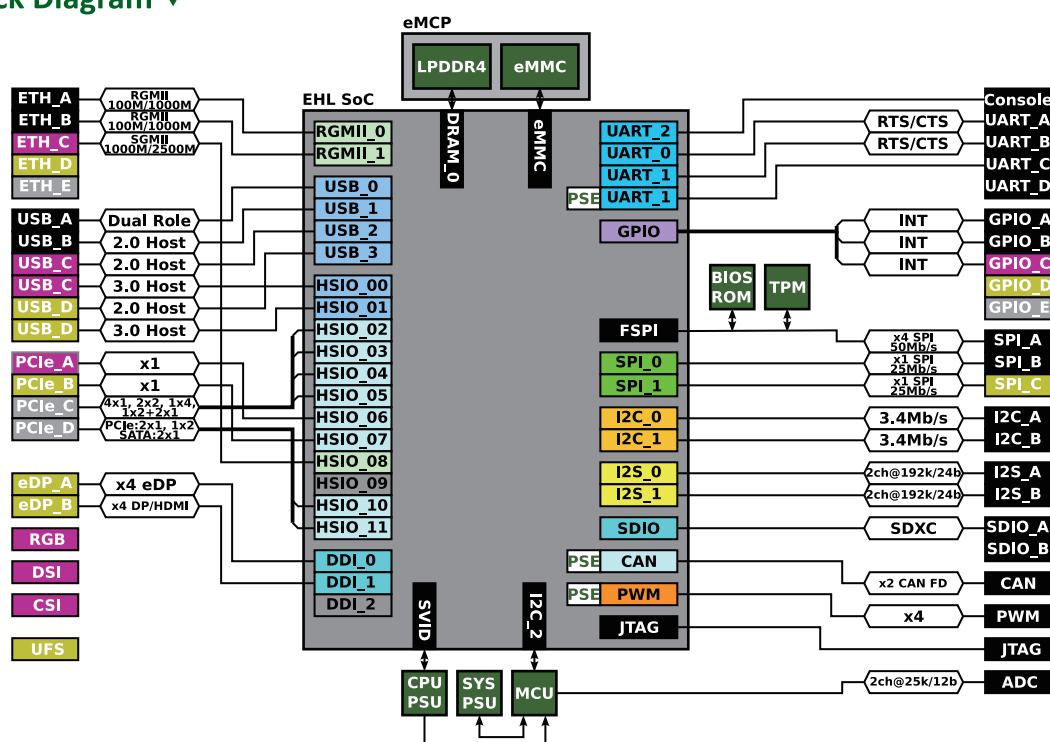 ck Diagram ▼
eMCP
LPDDR4
eMMC
EHL SoC
DRAM_0
eMMC
ETH_A
RGMII
100M/1000M
ETH_B
RGMII
100M/1000M
ETH_C
SGMII
1000M/2500M
ETH_D
ETH_E
USB_A
Dual Role
USB_B
2.0 Host
USB_C
2.0 Host
USB_C
3.0 Host
USB_D
2.0 Host
USB_D
3.0 Host
PCIe_A
x1
PCIe_B
x1
PCIe_C
4x1, 2x2, 1x4,
1x2+2x1
PCIe_D
PCIe:2x1, 1x2
SATA:2x1
eDP_A
x4 eDP
eDP_B
x4 DP/HDMI
RGB
DSI
CSI
UFS
RGMII_0
RGMII_1
USB_0
USB_1
USB_2
USB_3
HSIO_00
HSIO_01
HSIO_02
HSIO_03
HSIO_04
HSIO_05
HSIO_06
HSIO_07
HSIO_08
HSIO_09
HSIO_10
HSIO_11
DDI_0
DDI_1
DDI_2
SVID
I2C_2
CPU
PSU
SYS
PSU
MCU
UART_2
UART_0
UART_1
PSE
UART_1
GPIO
FSPI
SPI_0
SPI_1
I2C_0
I2C_1
I2S_0
I2S_1
SDIO
PSE
CAN
PSE
PWM
JTAG
BIOS
ROM
TPM
Console
RTS/CTS
UART_A
RTS/CTS
UART_B
UART_C
UART_D
INT
GPIO_A
INT
GPIO_B
INT
GPIO_C
GPIO_D
GPIO_E
x4 SPI
50Mb/s
SPI_A
x1 SPI
25Mb/s
SPI_B
x1 SPI
25Mb/s
SPI_C
3.4Mb/s
I2C_A
3.4Mb/s
I2C_B
2ch@192k/24b
I2S_A
2ch@192k/24b
I2S_B
SDXC
SDIO_A
SDIO_B
x2 CAN FD
CAN
x4
PWM
JTAG
2ch@25k/12b
ADC